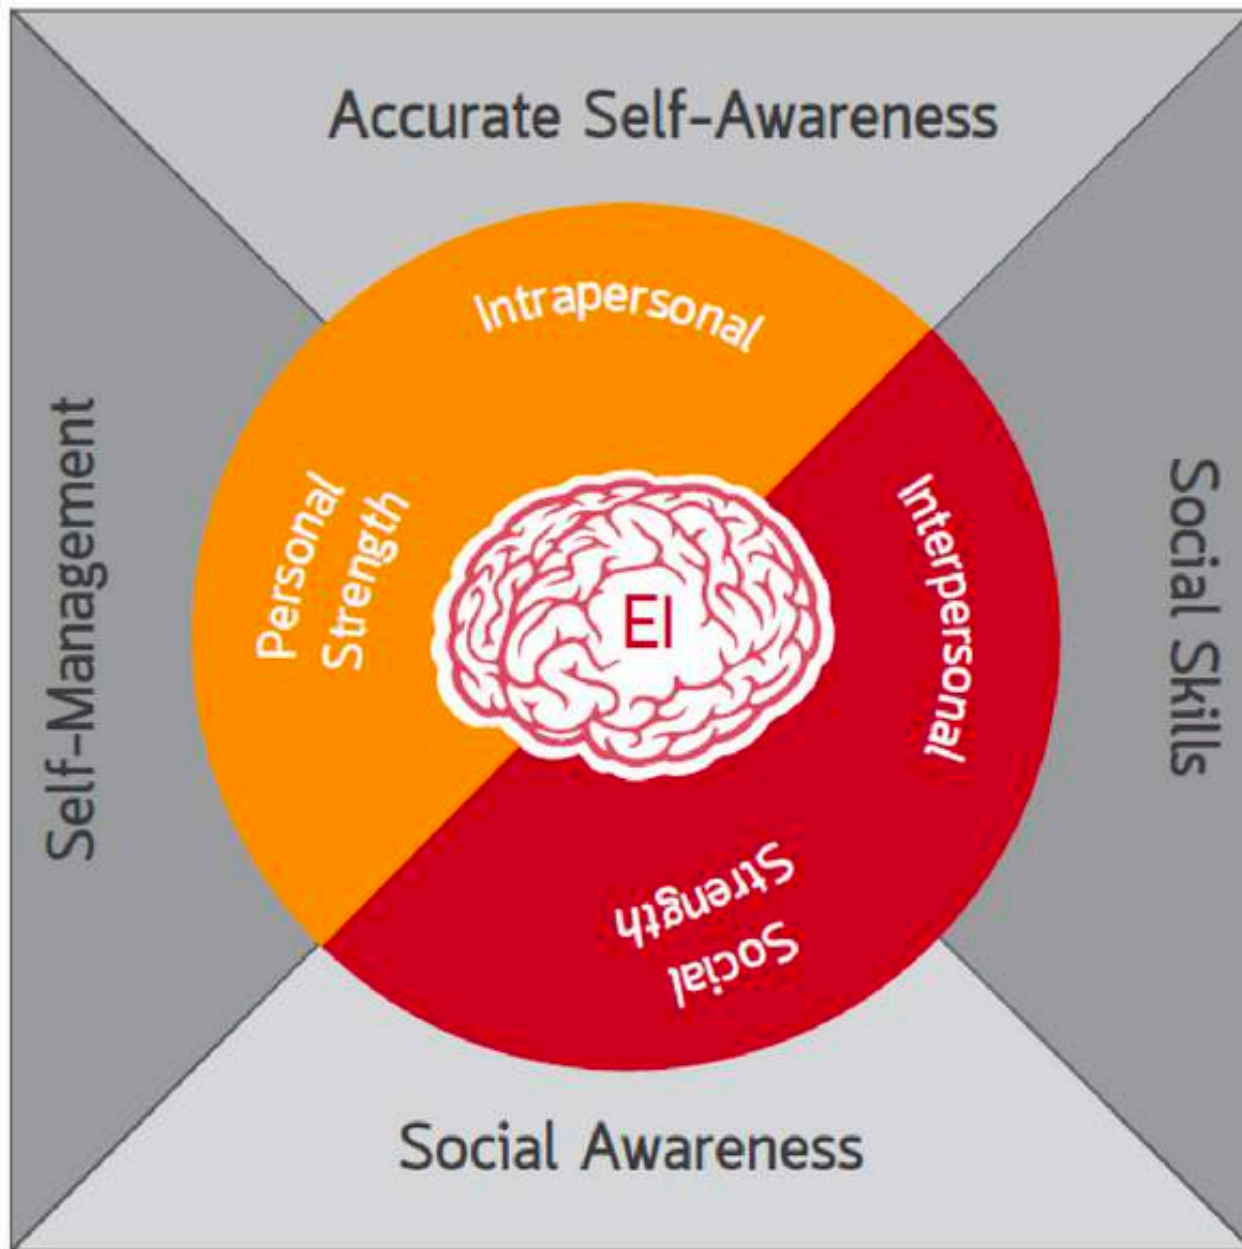 Accurate Self-Awareness
Intrapersonal
Self-Management
Personal
Strength
EI
Interpersonal
Social Skills
Social
Strength
Social Awareness